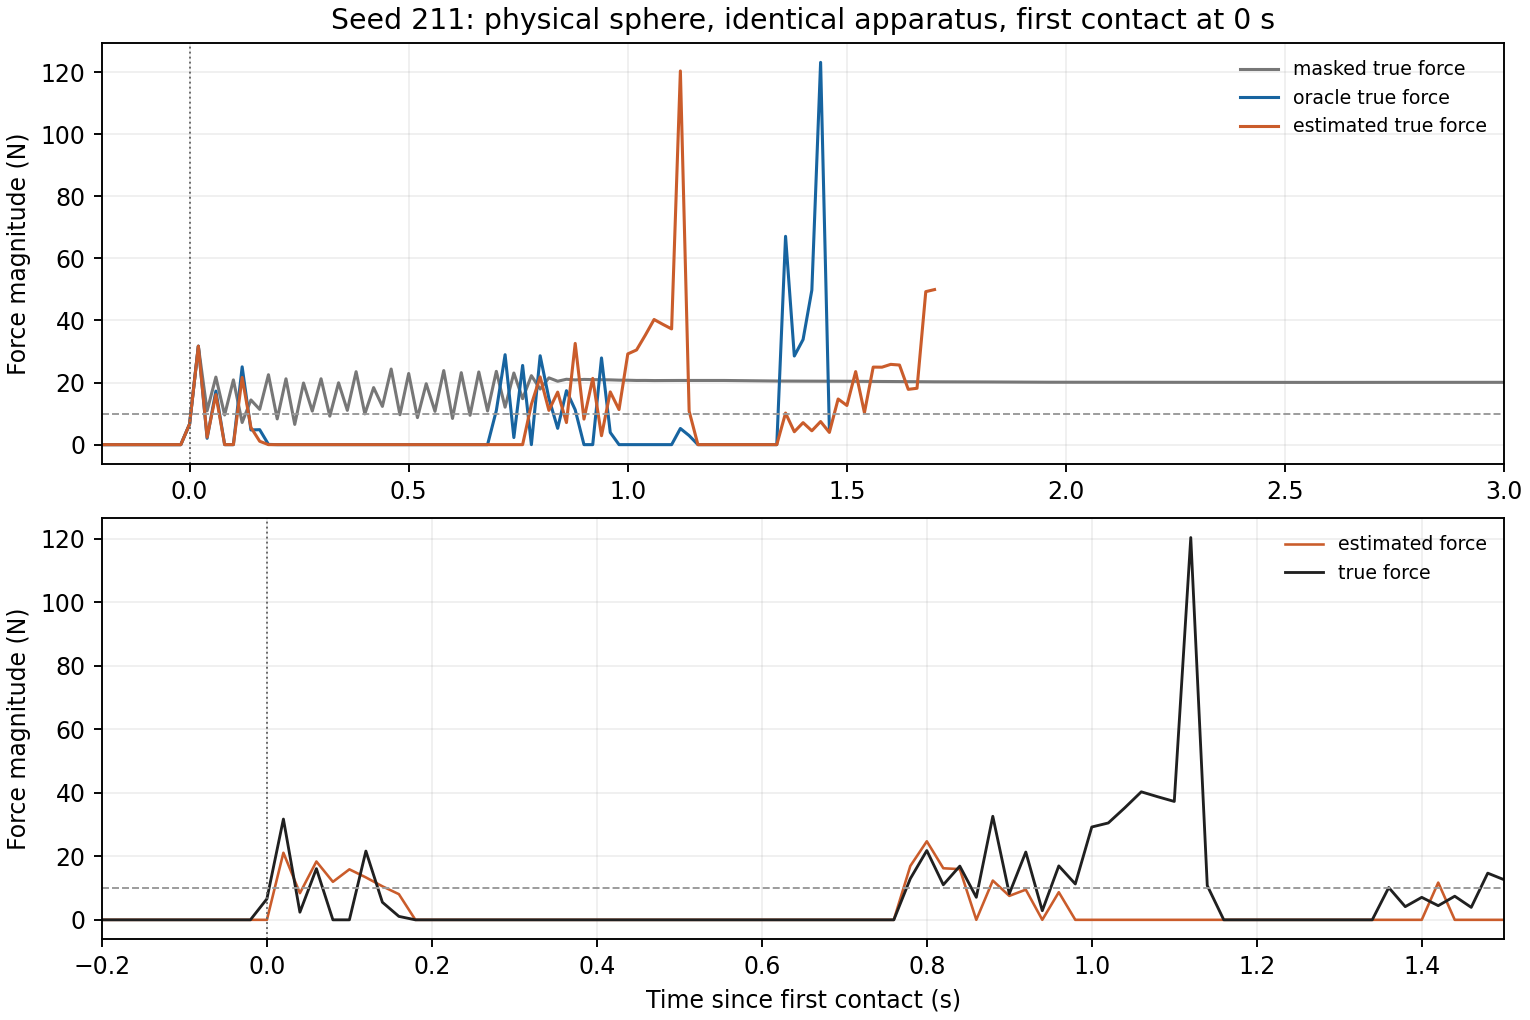 Seed 211: physical sphere, identical apparatus, first contact at 0 s
Force magnitude (N)
120
100
80
60
40
20
0
masked true force
oracle true force
estimated true force
0.0 0.5 1.0 1.5 2.0 2.5 3.0
Force magnitude (N)
120
100
80
60
40
20
0
estimated force
true force
−0.2 0.0 0.2 0.4 0.6 0.8 1.0 1.2 1.4
Time since first contact (s)